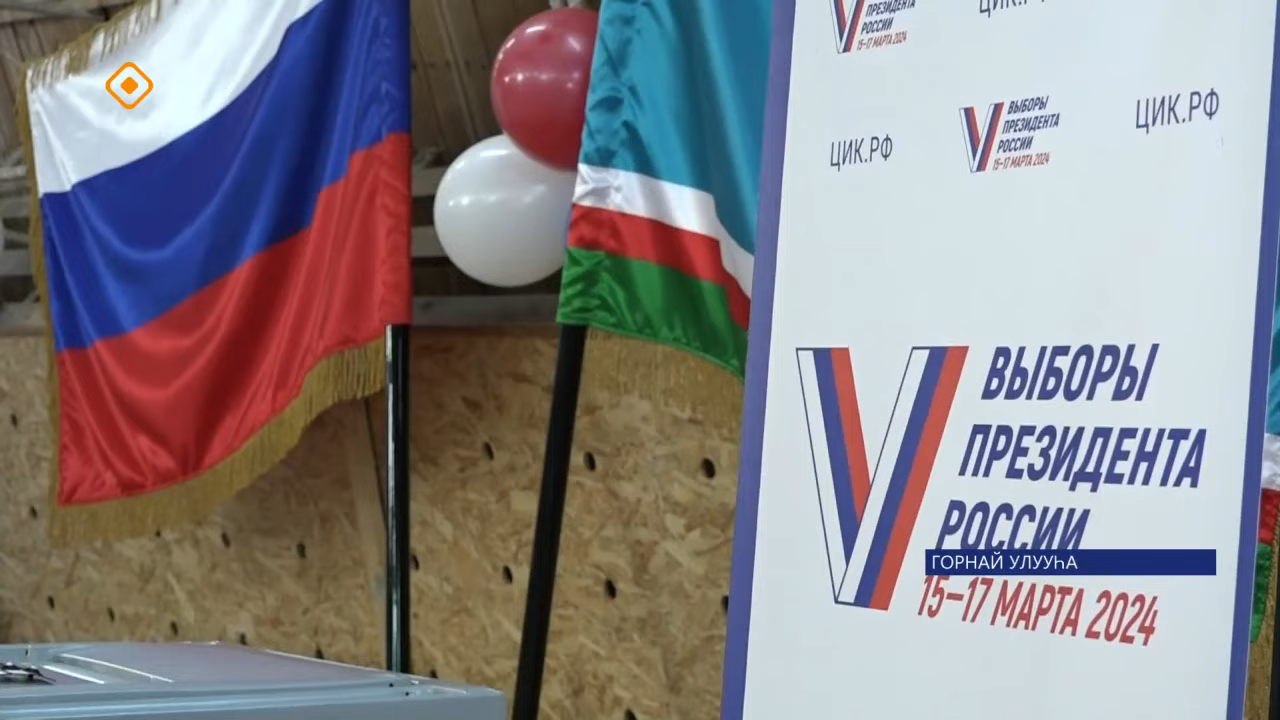 ПРЕЗИДЕНТА
РОССИИ
15–17 МАРТА 2024
ЦИК.РФ
ЦИК.РФ
ВЫБОРЫ
ПРЕЗИДЕНТА
РОССИИ
15–17 МАРТА 2024
ЦИК.РФ
ВЫБОРЫ
ПРЕЗИДЕНТА
РОССИИ
ГОРНАЙ УЛУУҺА
15–17 МАРТА 2024